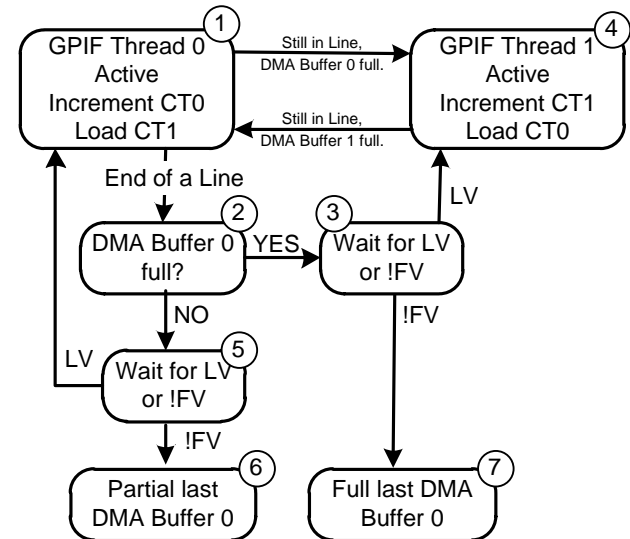 1
GPIF Thread 0
Active
Increment CT0
Load CT1
Still in Line,
DMA Buffer 0 full.
Still in Line,
DMA Buffer 1 full.
4
GPIF Thread 1
Active
Increment CT1
Load CT0
End of a Line
2
DMA Buffer 0
full?
YES
3
Wait for LV
or !FV
LV
NO
!FV
LV
5
Wait for LV
or !FV
!FV
6
Partial last
DMA Buffer 0
7
Full last DMA
Buffer 0